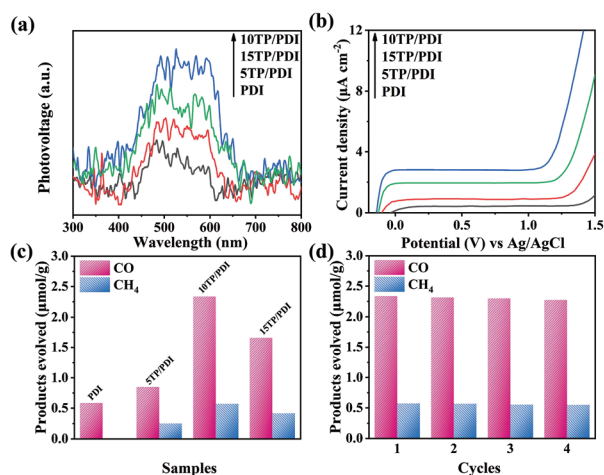 (a)
10TP/PDI
15TP/PDI
5TP/PDI
PDI
Photovoltage (a.u.)
300 400 500 600 700 800
Wavelength (nm)
(b)
12
8
4
0
10TP/PDI
15TP/PDI
5TP/PDI
PDI
Current density (μA cm⁻²)
0.0 0.5 1.0 1.5
Potential (V) vs Ag/AgCl
(c)
3.0
2.5
2.0
1.5
1.0
0.5
0.0
CO
CH₄
PDI
5TP/PDI
10TP/PDI
15TP/PDI
Products evolved (μmol/g)
Samples
(d)
3.0
2.5
2.0
1.5
1.0
0.5
0.0
CO
CH₄
Products evolved (μmol/g)
1 2 3 4
Cycles